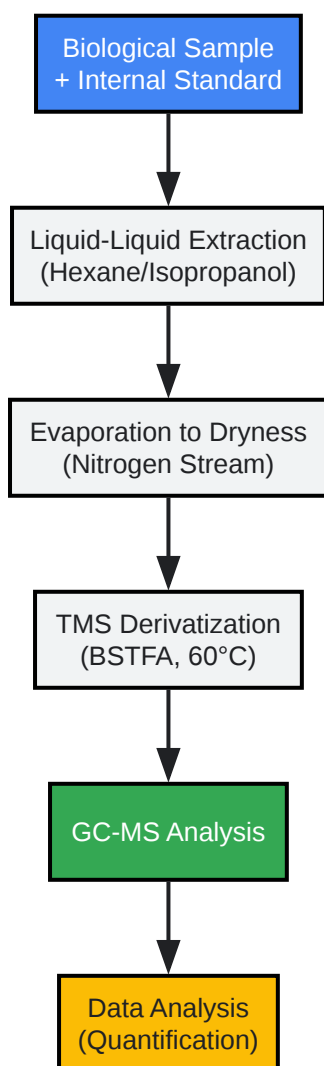 Biological Sample
+ Internal Standard
Liquid-Liquid Extraction
(Hexane/Isopropanol)
Evaporation to Dryness
(Nitrogen Stream)
TMS Derivatization
(BSTFA, 60°C)
GC-MS Analysis
Data Analysis
(Quantification)